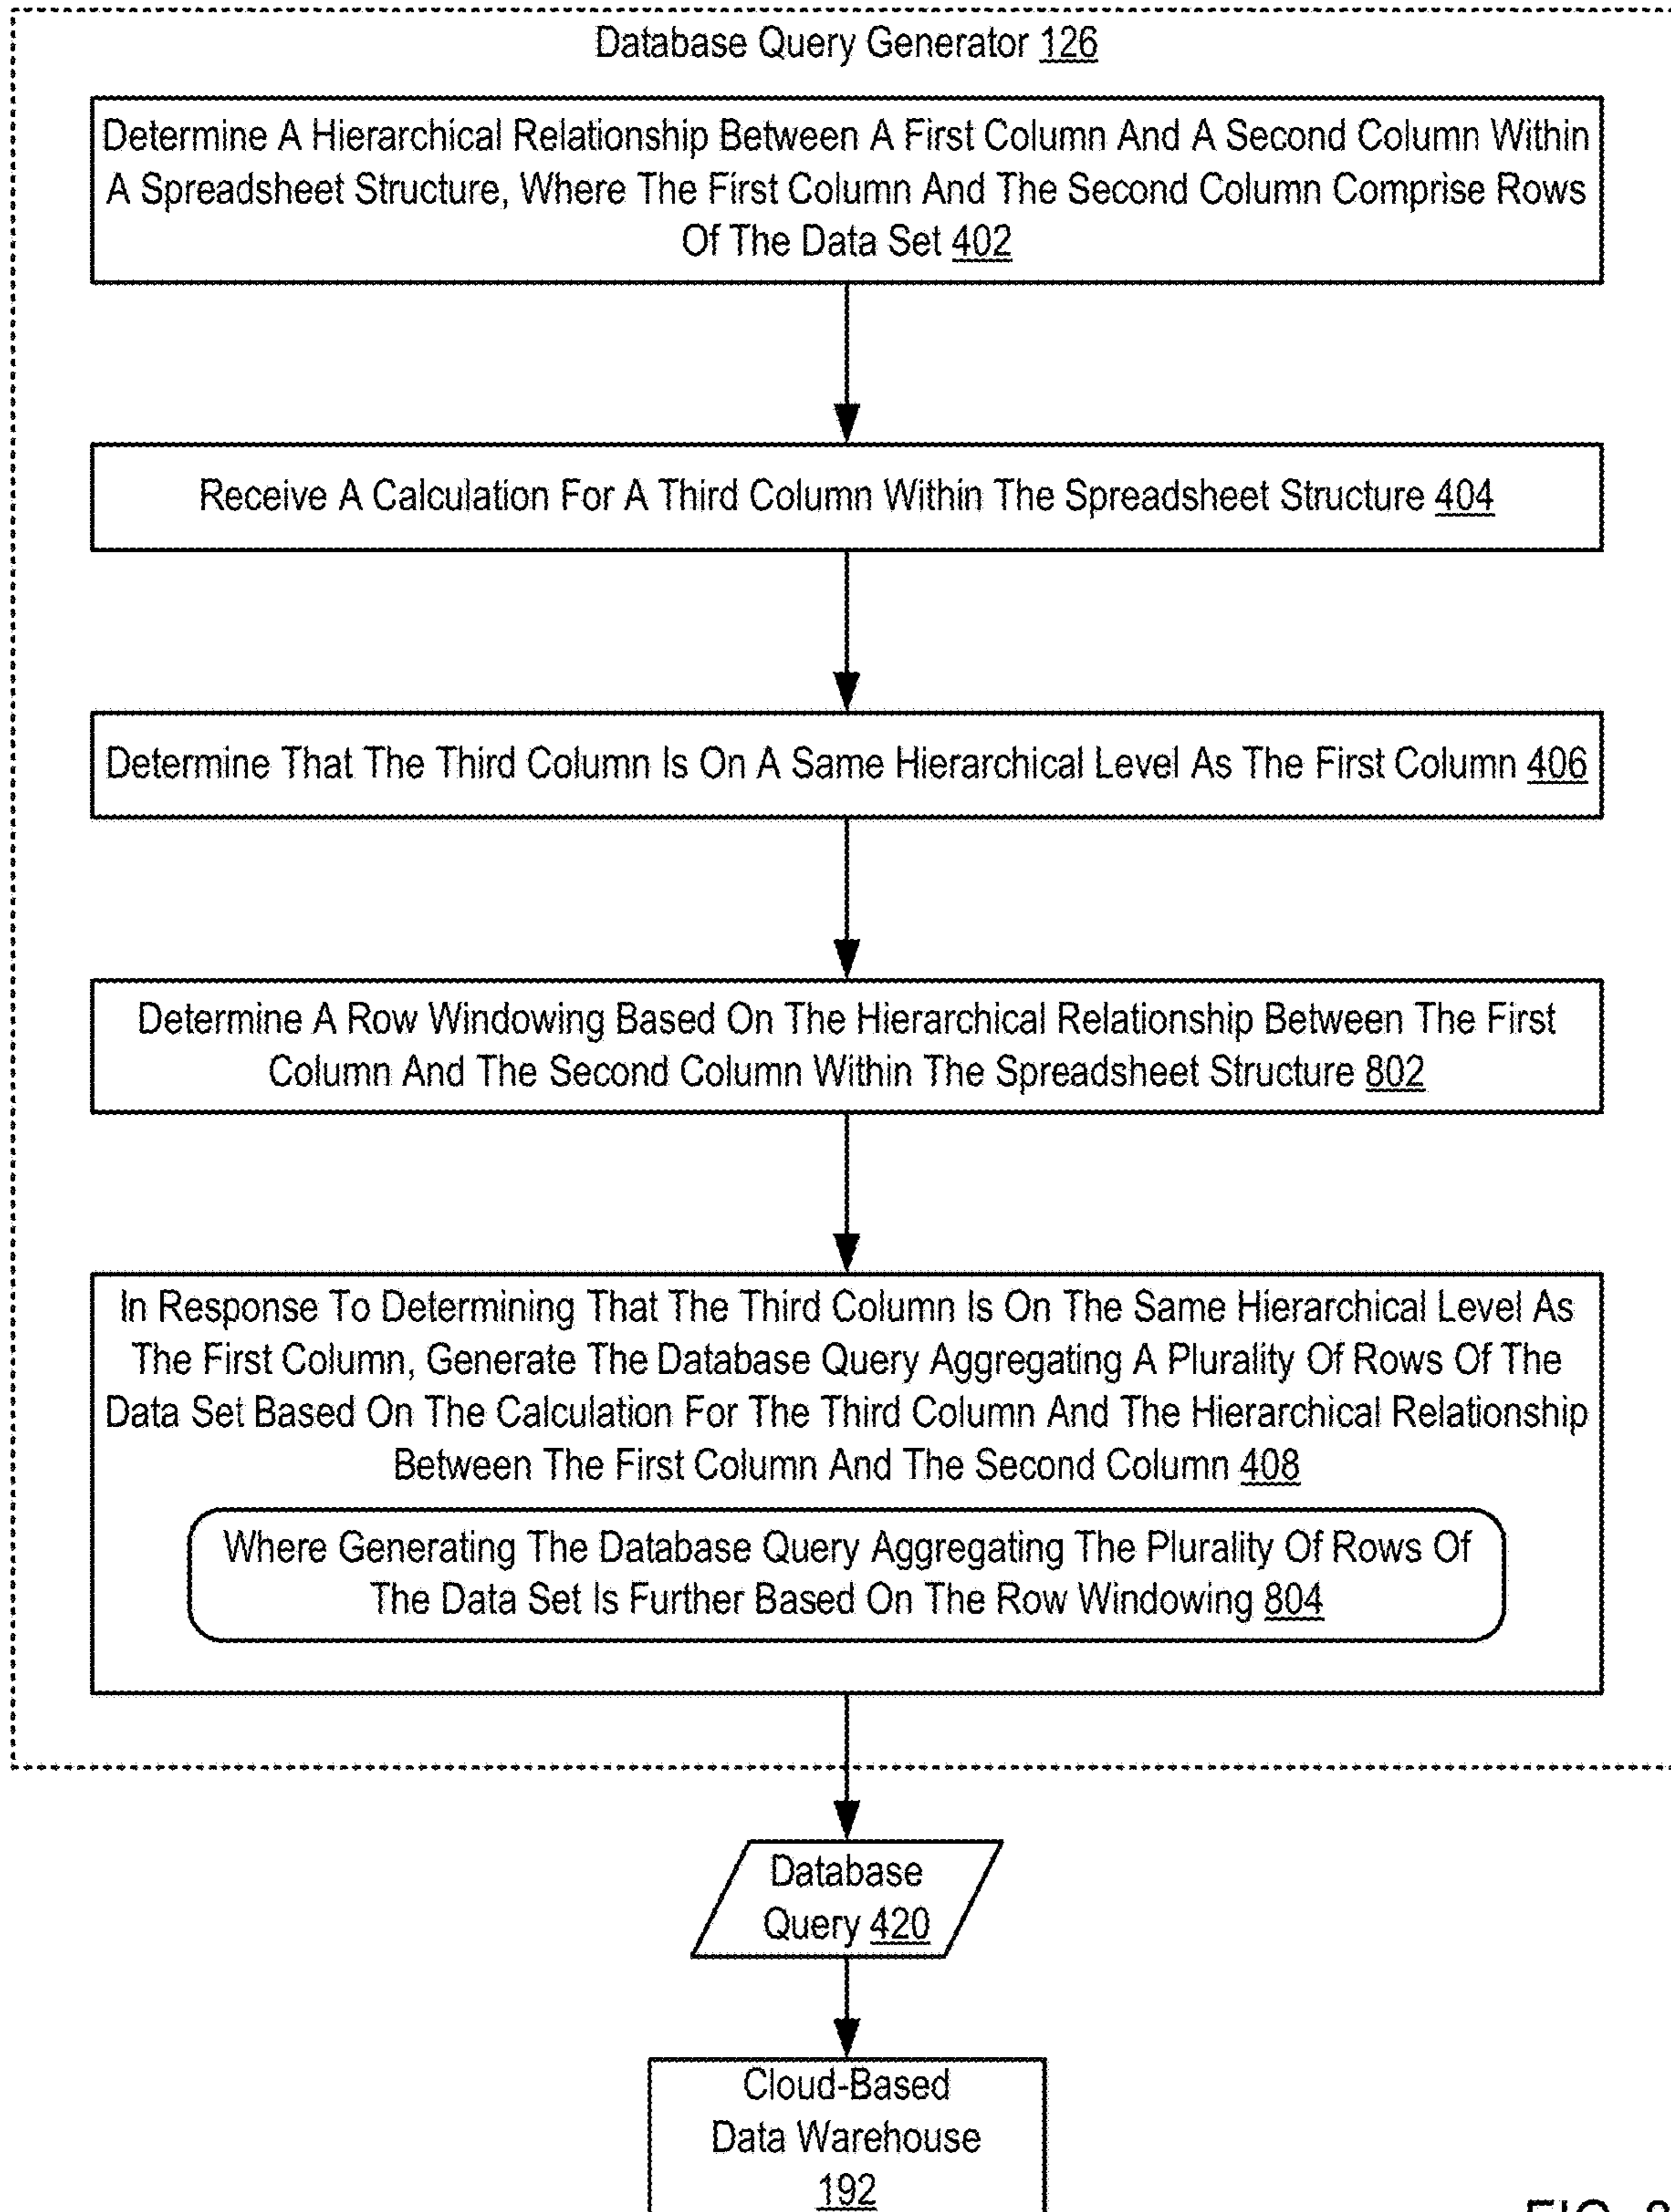 Database Query Generator 126
Determine A Hierarchical Relationship Between A First Column And A Second Column Within
A Spreadsheet Structure, Where The First Column And The Second Column Comprise Rows
Of The Data Set 402
Receive A Calculation For A Third Column Within The Spreadsheet Structure 404
Determine That The Third Column Is On A Same Hierarchical Level As The First Column 406
Determine A Row Windowing Based On The Hierarchical Relationship Between The First
Column And The Second Column Within The Spreadsheet Structure 802
In Response To Determining That The Third Column Is On The Same Hierarchical Level As
The First Column, Generate The Database Query Aggregating A Plurality Of Rows Of The
Data Set Based On The Calculation For The Third Column And The Hierarchical Relationship
Between The First Column And The Second Column 408
Where Generating The Database Query Aggregating The Plurality Of Rows Of
The Data Set Is Further Based On The Row Windowing 804
Database
Query 420
Cloud-Based
Data Warehouse
192
FIG. 8